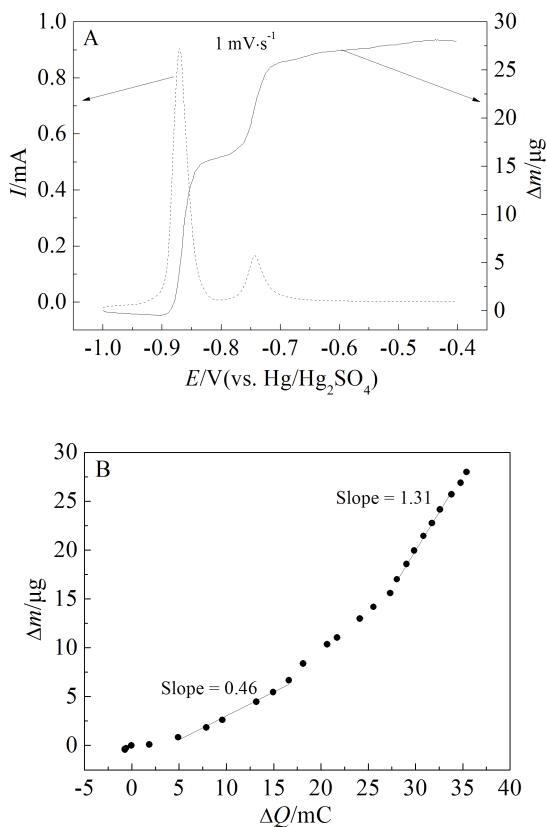 A
1 mV·s⁻¹
I/mA
1.0
0.8
0.6
0.4
0.2
0.0
30
25
20
15
10
5
0
Δm/μg
-1.0 -0.9 -0.8 -0.7 -0.6 -0.5 -0.4
E/V(vs. Hg/Hg₂SO₄)
B
Slope = 1.31
Slope = 0.46
Δm/μg
30
25
20
15
10
5
0
-5 0 5 10 15 20 25 30 35 40
ΔQ/mC